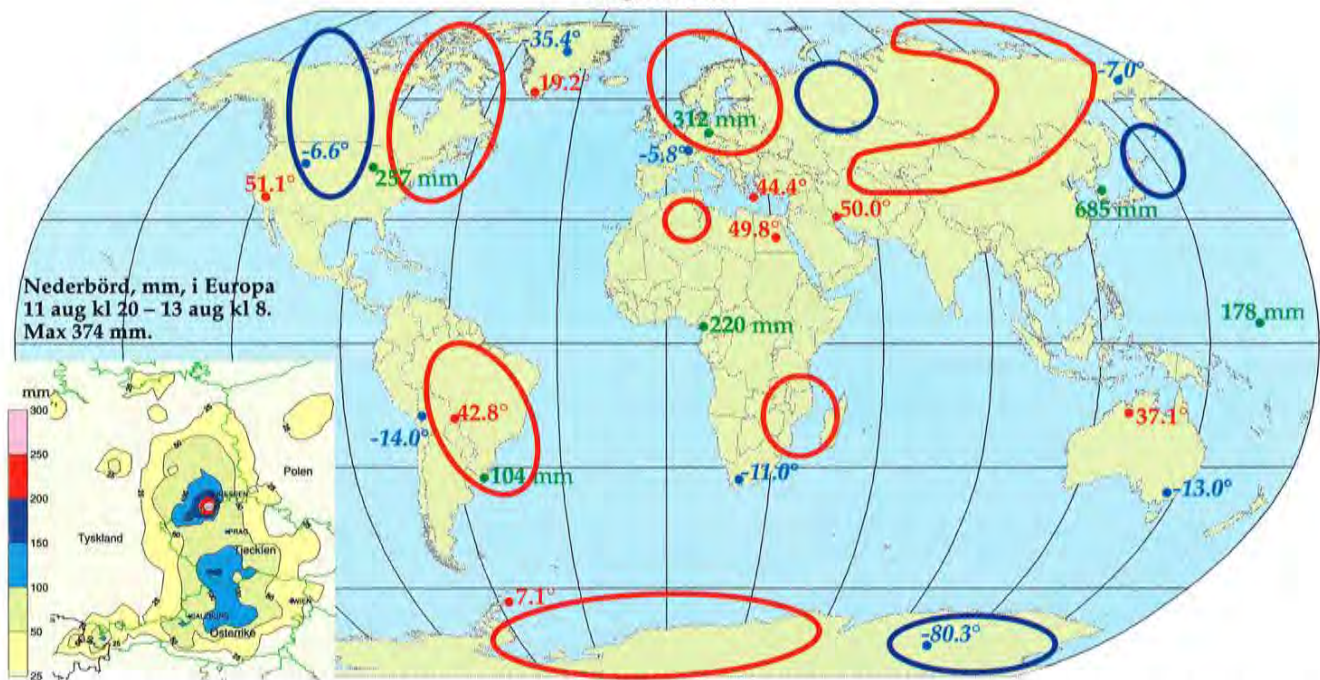 -35.4°
-7.0°
19.2°
312 mm
-6.6°
-5.8°
257 mm
51.1°
44.4°
50.0°
685 mm
49.8°
Nederbörd, mm, i Europa
11 aug kl 20 – 13 aug kl 8.
Max 374 mm.
178 mm
220 mm
mm
300
250
200
150
100
50
25
Polen
PRAG
Tyskland
Tjeckien
WIEN
SALZBURG
Österrike
42.8°
37.1°
-14.0°
104 mm
-11.0°
-13.0°
7.1°
-80.3°